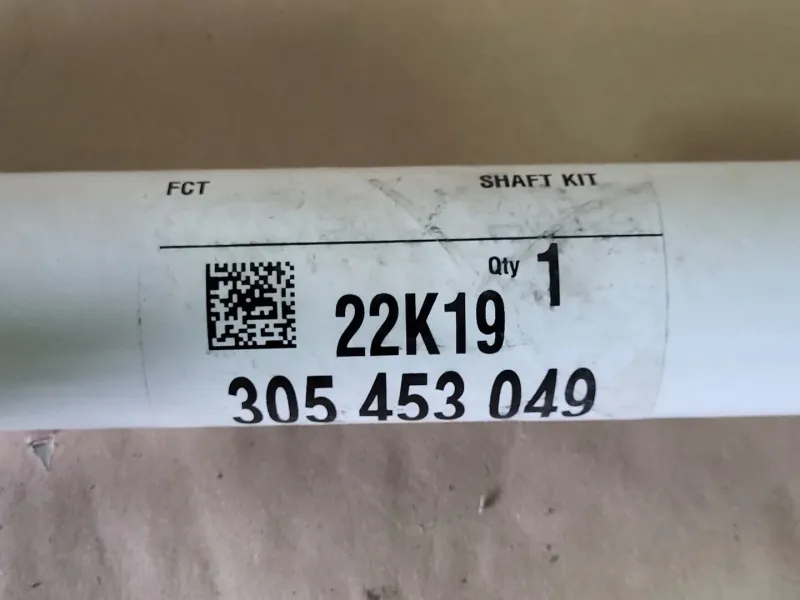 FCT SHAFT KIT
Qty 1
22K19
305 453 049